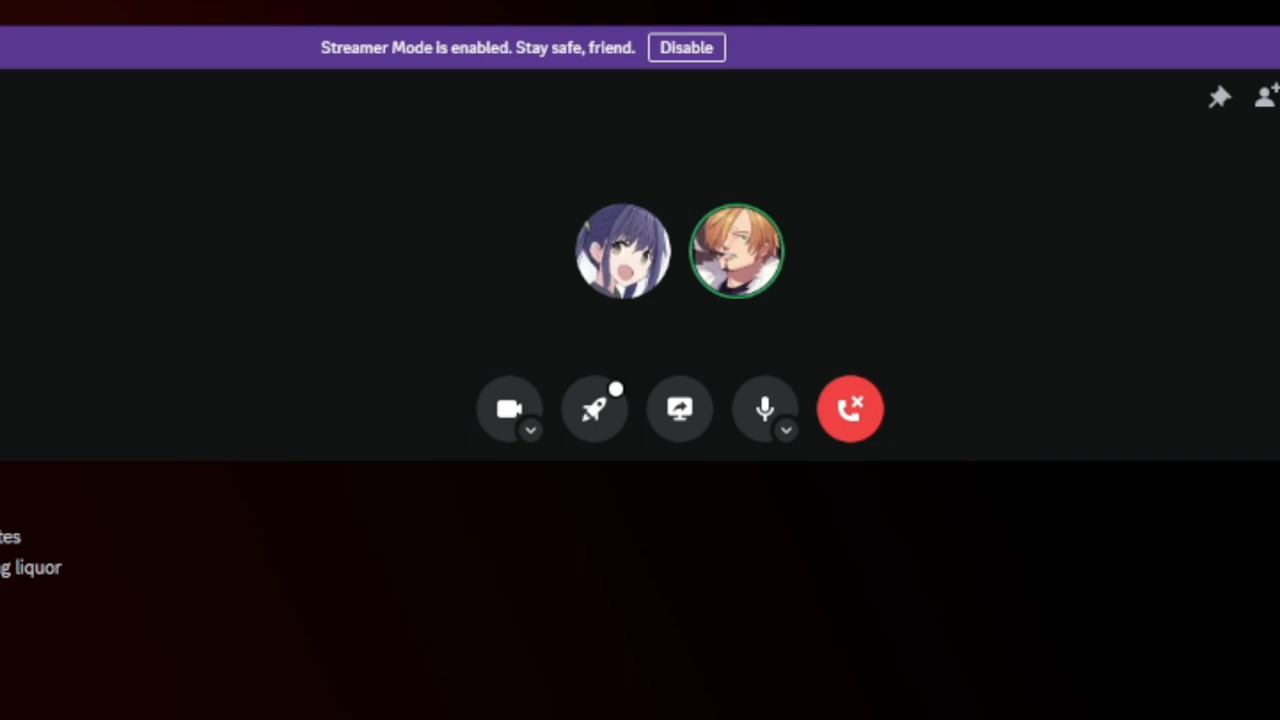 Streamer Mode is enabled. Stay safe, friend. Disable
tes
g liquor